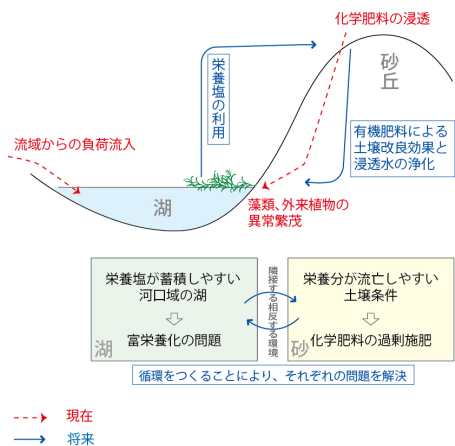 化学肥料の浸透
栄養塩の利用
砂丘
有機肥料による
土壌改良効果と
浸透水の浄化
流域からの負荷流入
湖
藻類、外来植物の
異常繁茂
栄養塩が蓄積しやすい
河口域の湖
富栄養化の問題
湖
隣接する相反する環境
栄養分が流亡しやすい
土壌条件
化学肥料の過剰施肥
砂
循環をつくることにより、それぞれの問題を解決
現在
将来